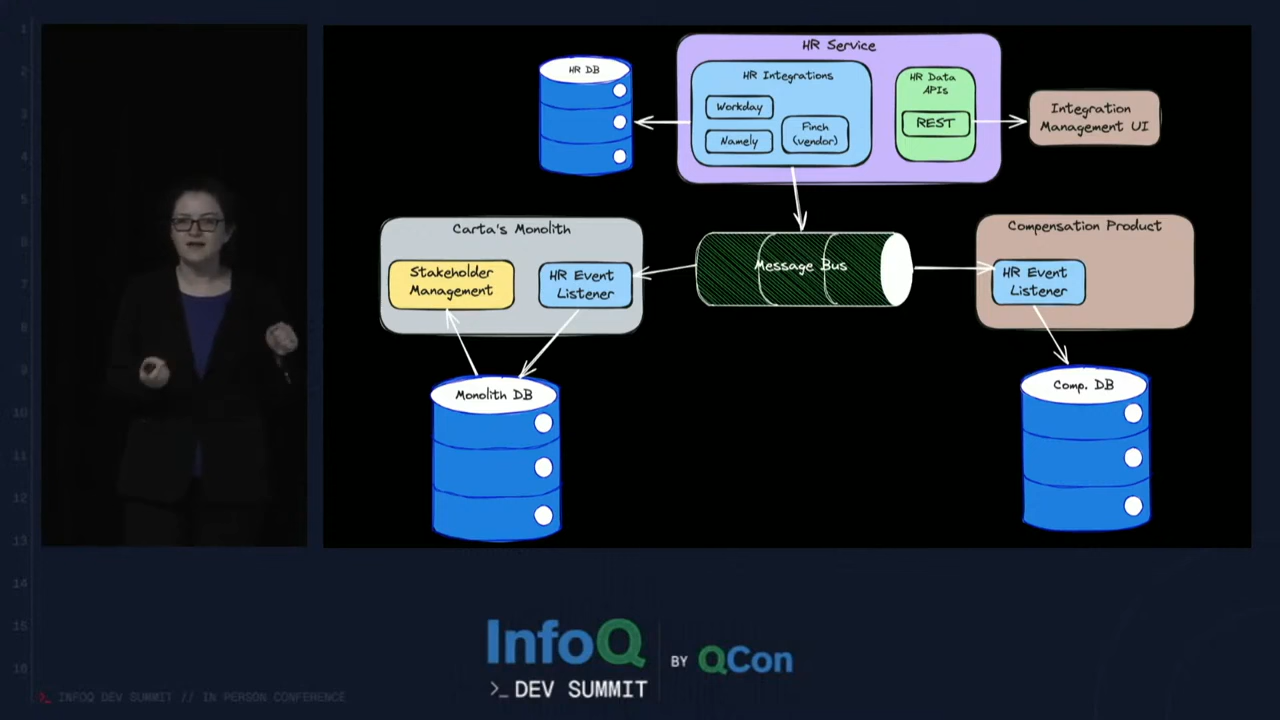 HR Service
HR DB
HR Integrations
Workday
Namely
Finch
(vendor)
HR Data
APIs
REST
Integration
Management UI
Carta's Monolith
Stakeholder
Management
HR Event
Listener
Message Bus
Compensation Product
HR Event
Listener
Monolith DB
Comp. DB
1
2
3
4
5
6
7
8
9
10
11
12
13
14
15
16
InfoQ
BY QCon
>_ DEV SUMMIT
>_ INFOQ DEV SUMMIT // IN PERSON CONFERENCE